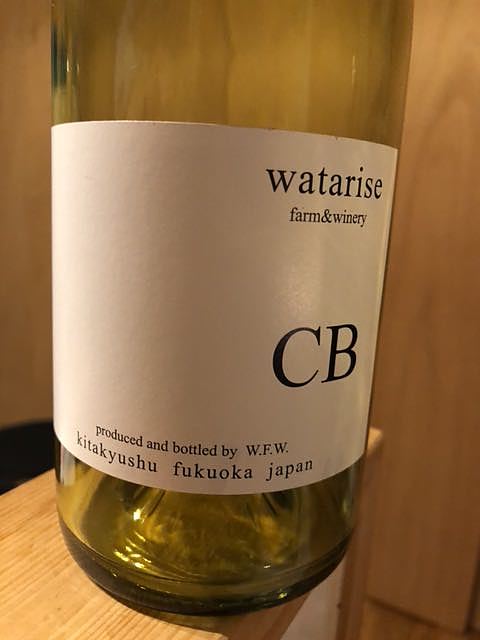 watarise
farm&winery
CB
produced and bottled by W.F.W.
kitakyushu fukuoka japan